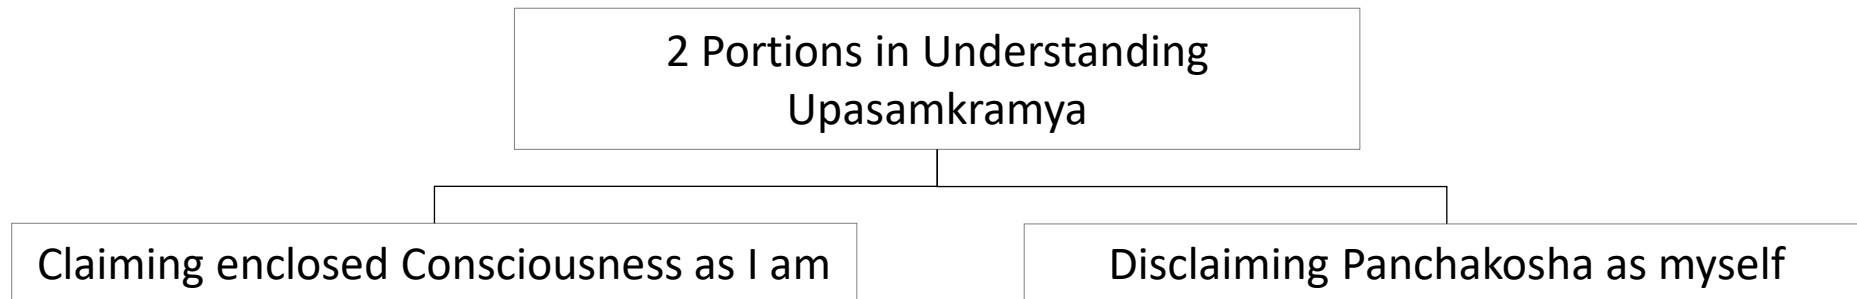 2 Portions in Understanding
Upasamkramya
Claiming enclosed Consciousness as I am
Disclaiming Panchakosha as myself